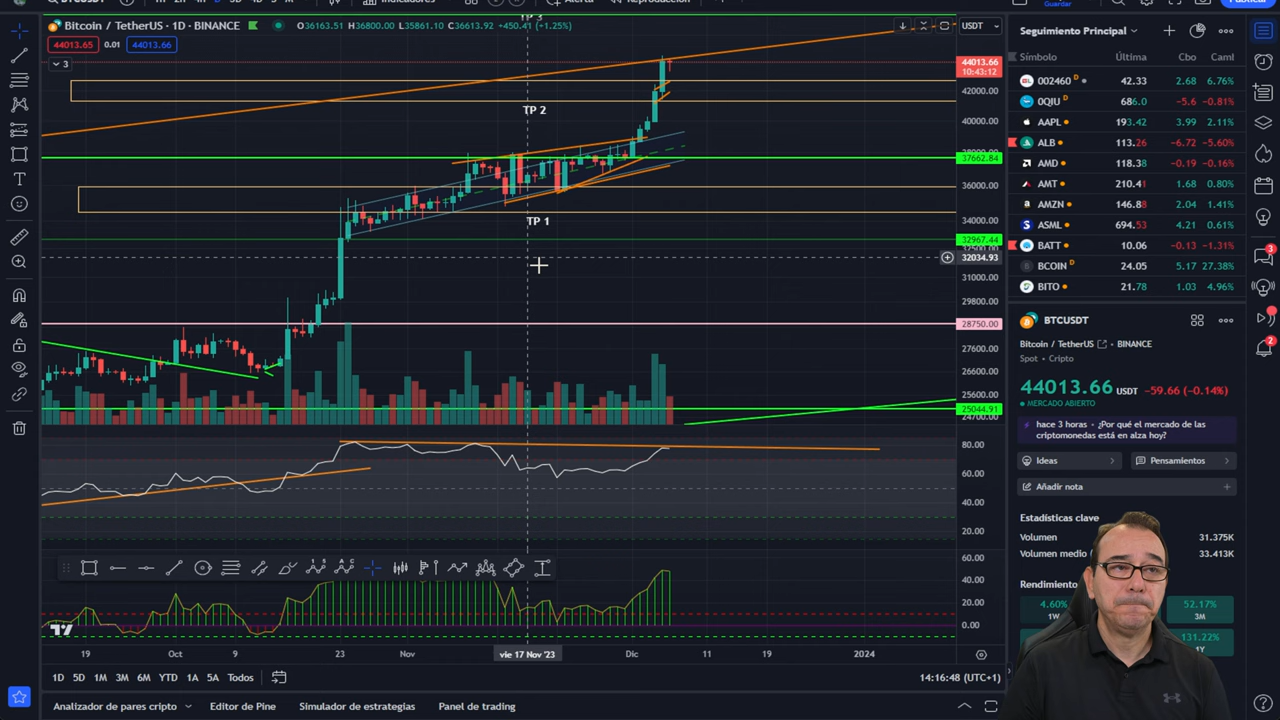 Indicadores
Alerta
Reproducción
Guardar
Publicar
Bitcoin / TetherUS · 1D · BINANCE
O36163.51 H36800.00 L35861.10 C36613.92 +450.41 (+1.25%)
TP 3
USDT
44013.65
0.01
44013.66
3
TP 2
TP 1
44013.66
10:43:12
42000.00
40000.00
37662.84
36000.00
34000.00
32967.44
32034.93
31000.00
29800.00
28750.00
27600.00
26600.00
25600.00
25044.91
80.00
60.00
40.00
20.00
60.00
40.00
20.00
0.00
19
Oct
9
23
Nov
vie 17 Nov '23
Dic
11
19
2024
1D 5D 1M 3M 6M YTD 1A 5A Todos
14:16:48 (UTC+1)
Analizador de pares cripto
Editor de Pine
Simulador de estrategias
Panel de trading
Seguimiento Principal
Símbolo Última Cbo Caml
002460 D 42.33 2.68 6.76%
0QIU D 686.0 -5.6 -0.81%
AAPL 193.42 3.99 2.11%
ALB 113.26 -6.72 -5.60%
AMD 118.38 -0.19 -0.16%
AMT 210.41 1.68 0.80%
AMZN 146.88 2.04 1.41%
ASML 694.53 4.21 0.61%
BATT 10.06 -0.13 -1.31%
BCOIN D 24.05 5.17 27.38%
BITO 21.78 1.03 4.96%
BTCUSDT
Bitcoin / TetherUS BINANCE
Spot • Cripto
44013.66 USDT -59.66 (-0.14%)
MERCADO ABIERTO
hace 3 horas • ¿Por qué el mercado de las
criptomonedas está en alza hoy?
Ideas
Pensamientos
Añadir nota
Estadísticas clave
Volumen 31.375K
Volumen medio 33.413K
Rendimiento
4.60%
1W
52.17%
3M
131.22%
1Y
3
2